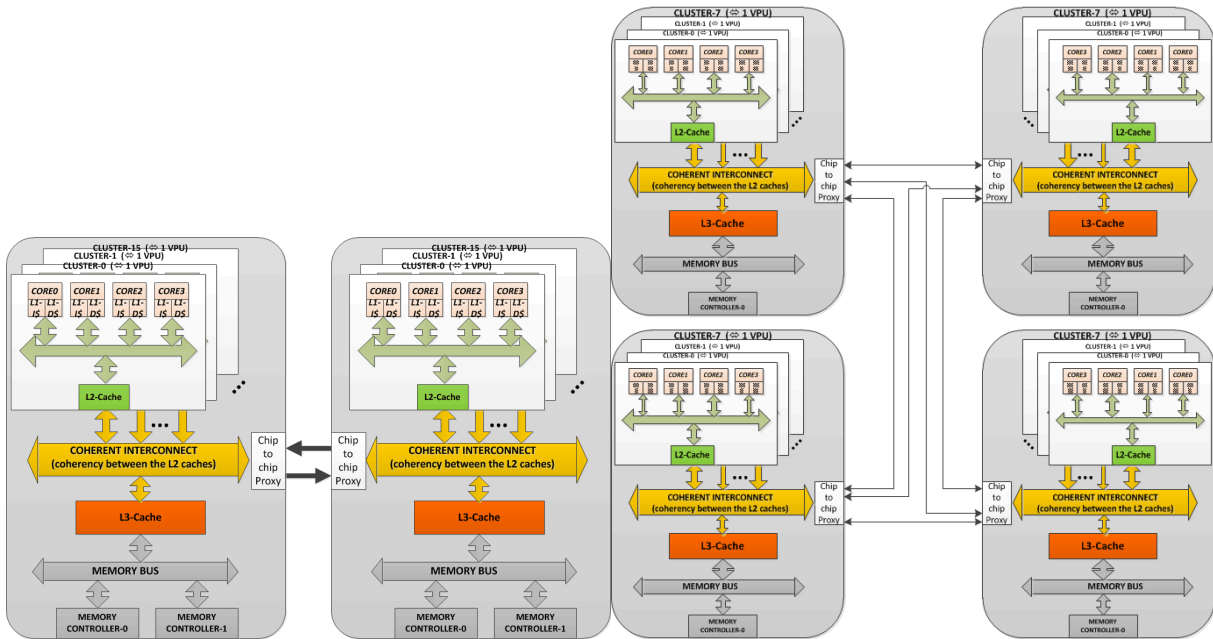 CLUSTER-7 (⇔ 1 VPU)
CLUSTER-1 (⇔ 1 VPU)
CLUSTER-0 (⇔ 1 VPU)
CORE0 CORE1 CORE2 CORE3
L2-Cache
COHERENT INTERCONNECT
(coherency between the L2 caches)
Chip
to
chip
Proxy
L3-Cache
MEMORY BUS
MEMORY
CONTROLLER-0
CLUSTER-7 (⇔ 1 VPU)
CLUSTER-1 (⇔ 1 VPU)
CLUSTER-0 (⇔ 1 VPU)
CORE3 CORE2 CORE1 CORE0
L2-Cache
Chip
to
chip
Proxy
COHERENT INTERCONNECT
(coherency between the L2 caches)
L3-Cache
MEMORY BUS
MEMORY
CONTROLLER-0
CLUSTER-15 (⇔ 1 VPU)
CLUSTER-1 (⇔ 1 VPU)
CLUSTER-0 (⇔ 1 VPU)
CORE0 CORE1 CORE2 CORE3
L1- L1- L1- L1- L1- L1- L1- L1-
I$ D$ I$ D$ I$ D$ I$ D$
L2-Cache
COHERENT INTERCONNECT
(coherency between the L2 caches)
Chip
to
chip
Proxy
L3-Cache
MEMORY BUS
MEMORY
CONTROLLER-0
MEMORY
CONTROLLER-1
CLUSTER-15 (⇔ 1 VPU)
CLUSTER-1 (⇔ 1 VPU)
CLUSTER-0 (⇔ 1 VPU)
CORE0 CORE1 CORE2 CORE3
L1- L1- L1- L1- L1- L1- L1- L1-
I$ D$ I$ D$ I$ D$ I$ D$
L2-Cache
Chip
to
chip
Proxy
COHERENT INTERCONNECT
(coherency between the L2 caches)
L3-Cache
MEMORY BUS
MEMORY
CONTROLLER-0
MEMORY
CONTROLLER-1
CLUSTER-7 (⇔ 1 VPU)
CLUSTER-1 (⇔ 1 VPU)
CLUSTER-0 (⇔ 1 VPU)
CORE0 CORE1 CORE2 CORE3
L2-Cache
COHERENT INTERCONNECT
(coherency between the L2 caches)
Chip
to
chip
Proxy
L3-Cache
MEMORY BUS
MEMORY
CONTROLLER-0
CLUSTER-7 (⇔ 1 VPU)
CLUSTER-1 (⇔ 1 VPU)
CLUSTER-0 (⇔ 1 VPU)
CORE3 CORE2 CORE1 CORE0
L2-Cache
Chip
to
chip
Proxy
COHERENT INTERCONNECT
(coherency between the L2 caches)
L3-Cache
MEMORY BUS
MEMORY
CONTROLLER-0